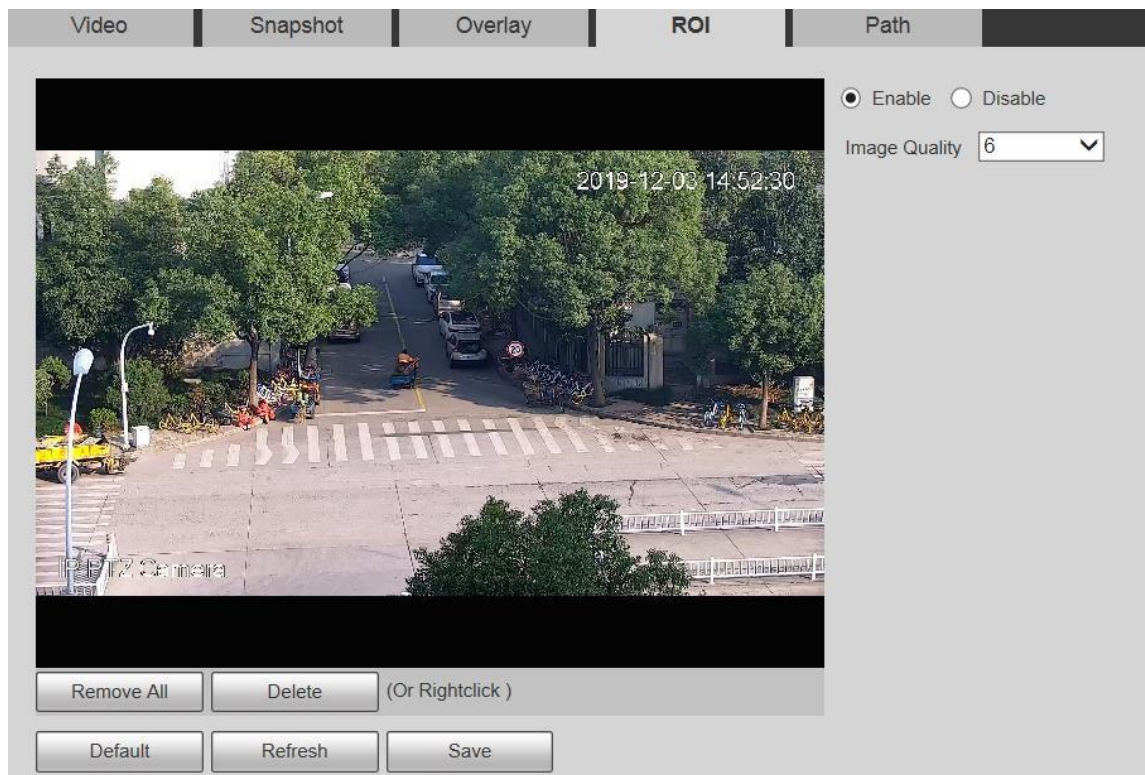 Video Snapshot Overlay ROI Path
Enable Disable
Image Quality 6
2019-12-03 14:52:30
20
IP PTZ Camera
Remove All Delete (Or Rightclick )
Default Refresh Save